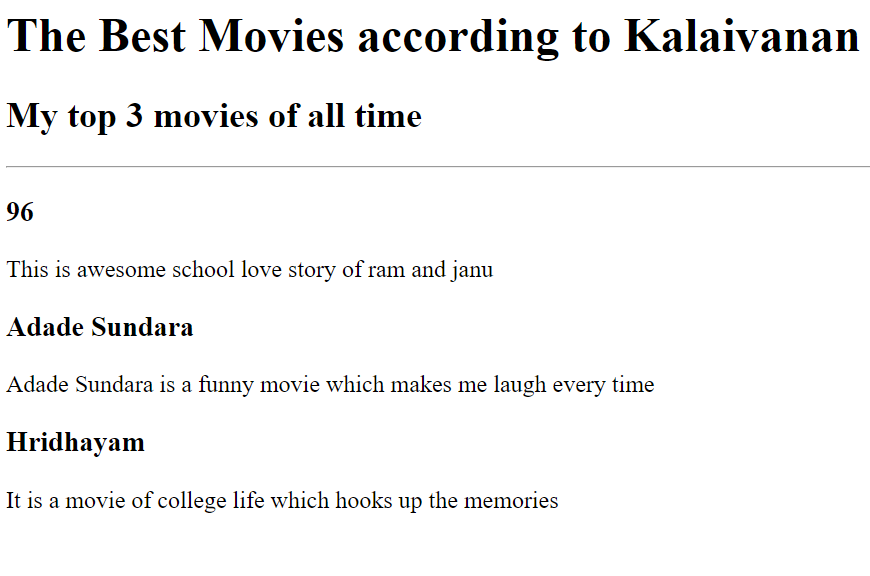 The Best Movies according to Kalaivanan
My top 3 movies of all time
96
This is awesome school love story of ram and janu
Adade Sundara
Adade Sundara is a funny movie which makes me laugh every time
Hridhayam
It is a movie of college life which hooks up the memories